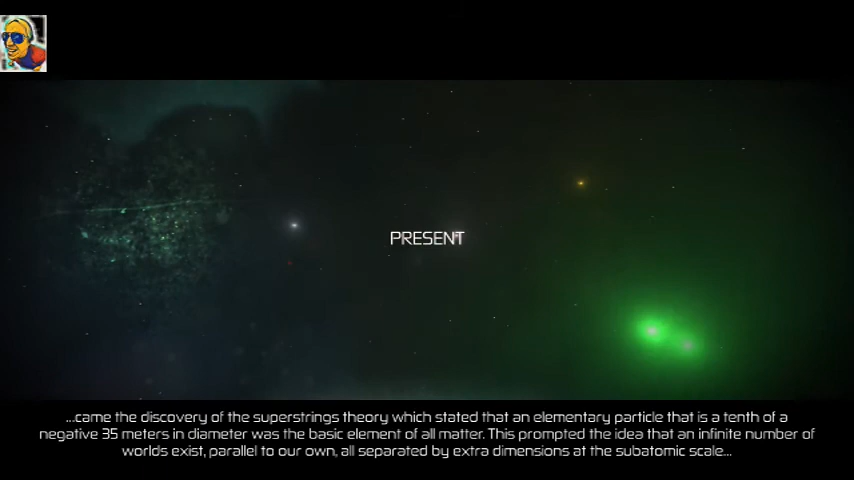 PRESENT
...came the discovery of the superstrings theory which stated that an elementary particle that is a tenth of a
negative 35 meters in diameter was the basic element of all matter. This prompted the idea that an infinite number of
worlds exist, parallel to our own, all separated by extra dimensions at the subatomic scale...